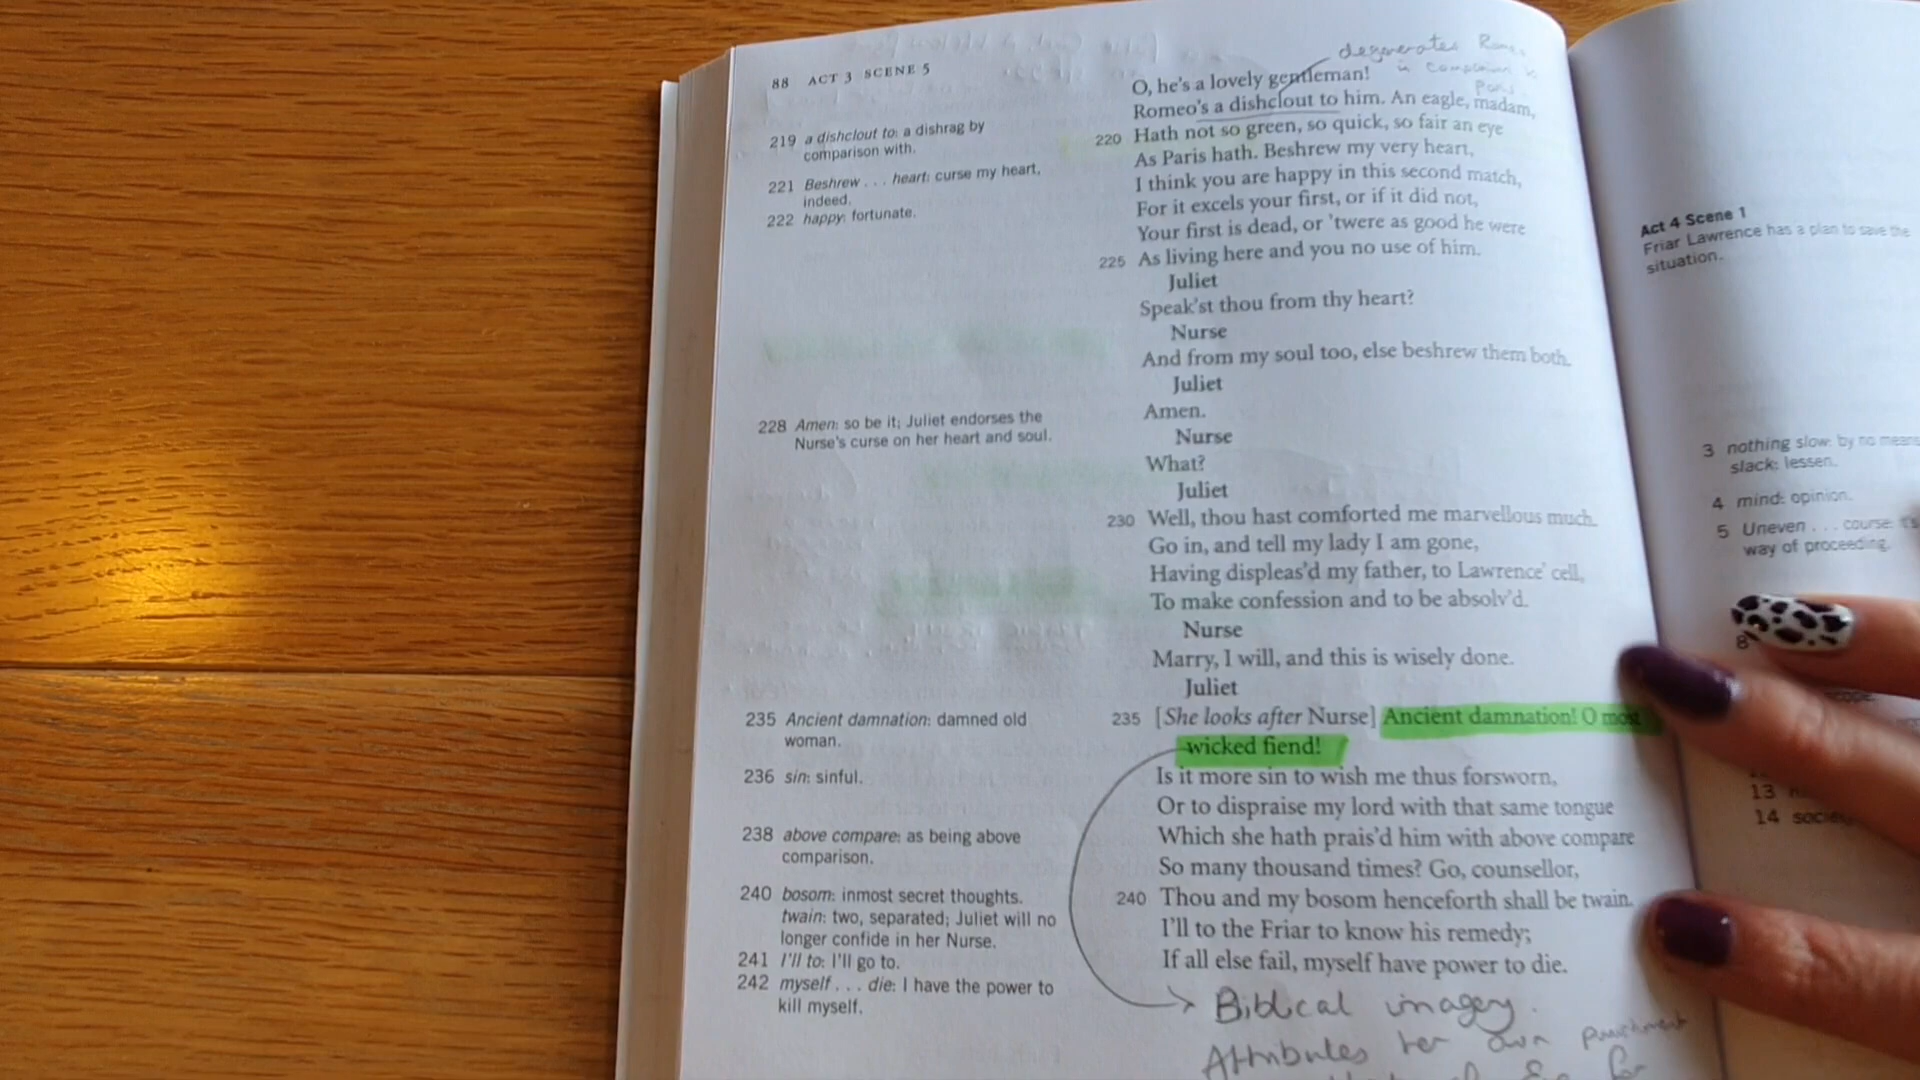 88 ACT 3 SCENE 5
219 a dishclout to: a dishrag by
comparison with.
221 Beshrew . . . heart: curse my heart,
indeed.
222 happy: fortunate.
228 Amen: so be it; Juliet endorses the
Nurse's curse on her heart and soul.
235 Ancient damnation: damned old
woman.
236 sin: sinful.
238 above compare: as being above
comparison.
240 bosom: inmost secret thoughts.
twain: two, separated; Juliet will no
longer confide in her Nurse.
241 I'll to: I'll go to.
242 myself . . . die: I have the power to
kill myself.
degenerates
in comparison
Paris
O, he's a lovely gentleman!
Romeo's a dishclout to him. An eagle, madam,
220 Hath not so green, so quick, so fair an eye
As Paris hath. Beshrew my very heart,
I think you are happy in this second match,
For it excels your first, or if it did not,
Your first is dead, or 'twere as good he were
225 As living here and you no use of him.
Juliet
Speak'st thou from thy heart?
Nurse
And from my soul too, else beshrew them both.
Juliet
Amen.
Nurse
What?
Juliet
230 Well, thou hast comforted me marvellous much.
Go in, and tell my lady I am gone,
Having displeas'd my father, to Lawrence' cell,
To make confession and to be absolv'd.
Nurse
Marry, I will, and this is wisely done.
Juliet
235 [She looks after Nurse] Ancient damnation! O most
wicked fiend!
Is it more sin to wish me thus forsworn,
Or to dispraise my lord with that same tongue
Which she hath prais'd him with above compare
So many thousand times? Go, counsellor,
240 Thou and my bosom henceforth shall be twain.
I'll to the Friar to know his remedy;
If all else fail, myself have power to die.
Biblical imagery.
Attributes her own punishment
Act 4 Scene 1
Friar Lawrence has a plan to save the
situation.
3 nothing slow: by no means
slack: lessen.
4 mind: opinion.
5 Uneven . . . course: it's
way of proceeding.
8
13
14